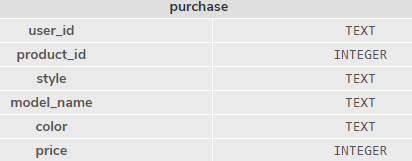 purchase
user_id TEXT
product_id INTEGER
style TEXT
model_name TEXT
color TEXT
price INTEGER